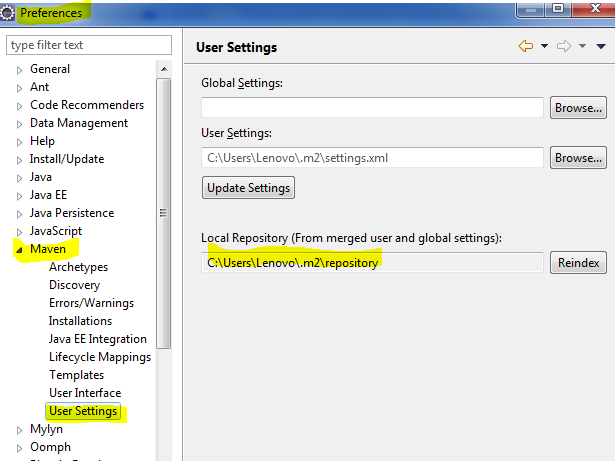 Preferences
type filter text
General
Ant
Code Recommenders
Data Management
Help
Install/Update
Java
Java EE
Java Persistence
JavaScript
Maven
Archetypes
Discovery
Errors/Warnings
Installations
Java EE Integration
Lifecycle Mappings
Templates
User Interface
User Settings
Mylyn
Oomph
User Settings
Global Settings:
Browse...
User Settings:
C:\Users\Lenovo\.m2\settings.xml
Browse...
Update Settings
Local Repository (From merged user and global settings):
C:\Users\Lenovo\.m2\repository
Reindex